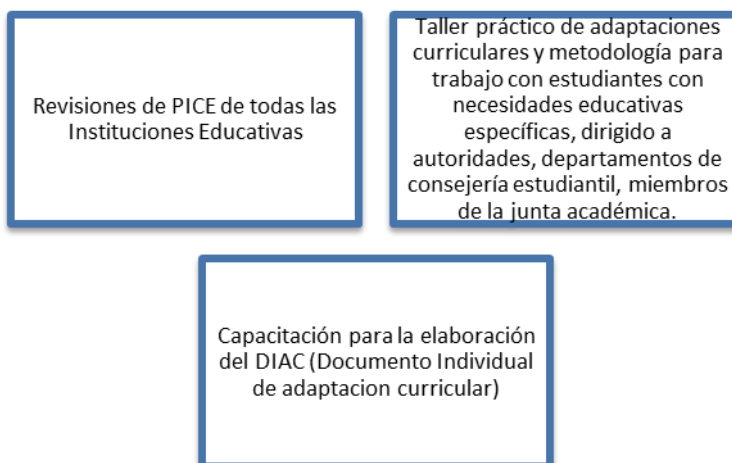 Revisiones de PICE de todas las
Instituciones Educativas
Taller práctico de adaptaciones
curriculares y metodología para
trabajo con estudiantes con
necesidades educativas
específicas, dirigido a
autoridades, departamentos de
consejería estudiantil, miembros
de la junta académica.
Capacitación para la elaboración
del DIAC (Documento Individual
de adaptacion curricular)